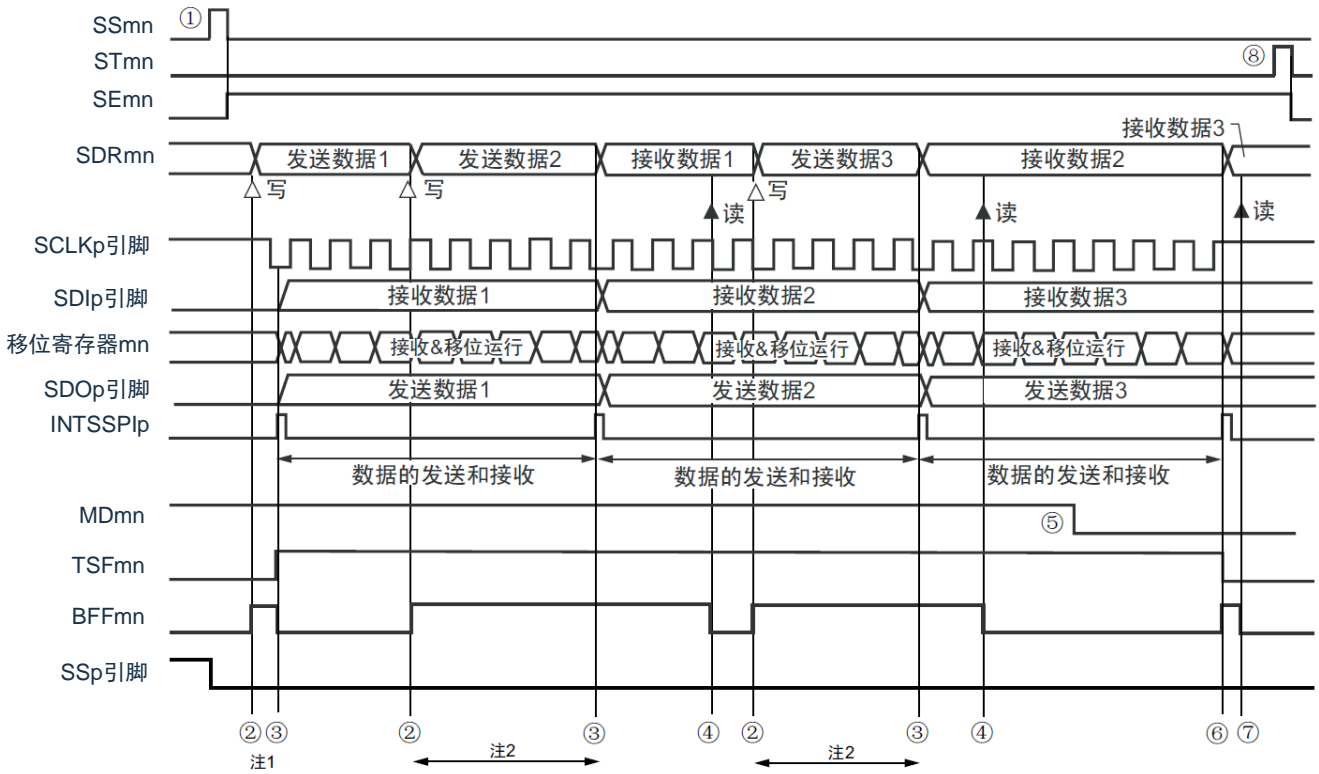 SSmn ①
STmn ⑧
SEmn
接收数据3
SDRmn 发送数据1 发送数据2 接收数据1 发送数据3 接收数据2
写 写 读 写 读 读
SCLKp引脚
SDIp引脚 接收数据1 接收数据2 接收数据3
移位寄存器mn 接收&移位运行 接收&移位运行 接收&移位运行
SDOp引脚 发送数据1 发送数据2 发送数据3
INTSSPIp
数据的发送和接收 数据的发送和接收 数据的发送和接收
MDmn ⑤
TSFmn
BFFmn
SSp引脚
② ③ ② ③ ④ ② ③ ④ ⑥ ⑦
注1 注2 注2